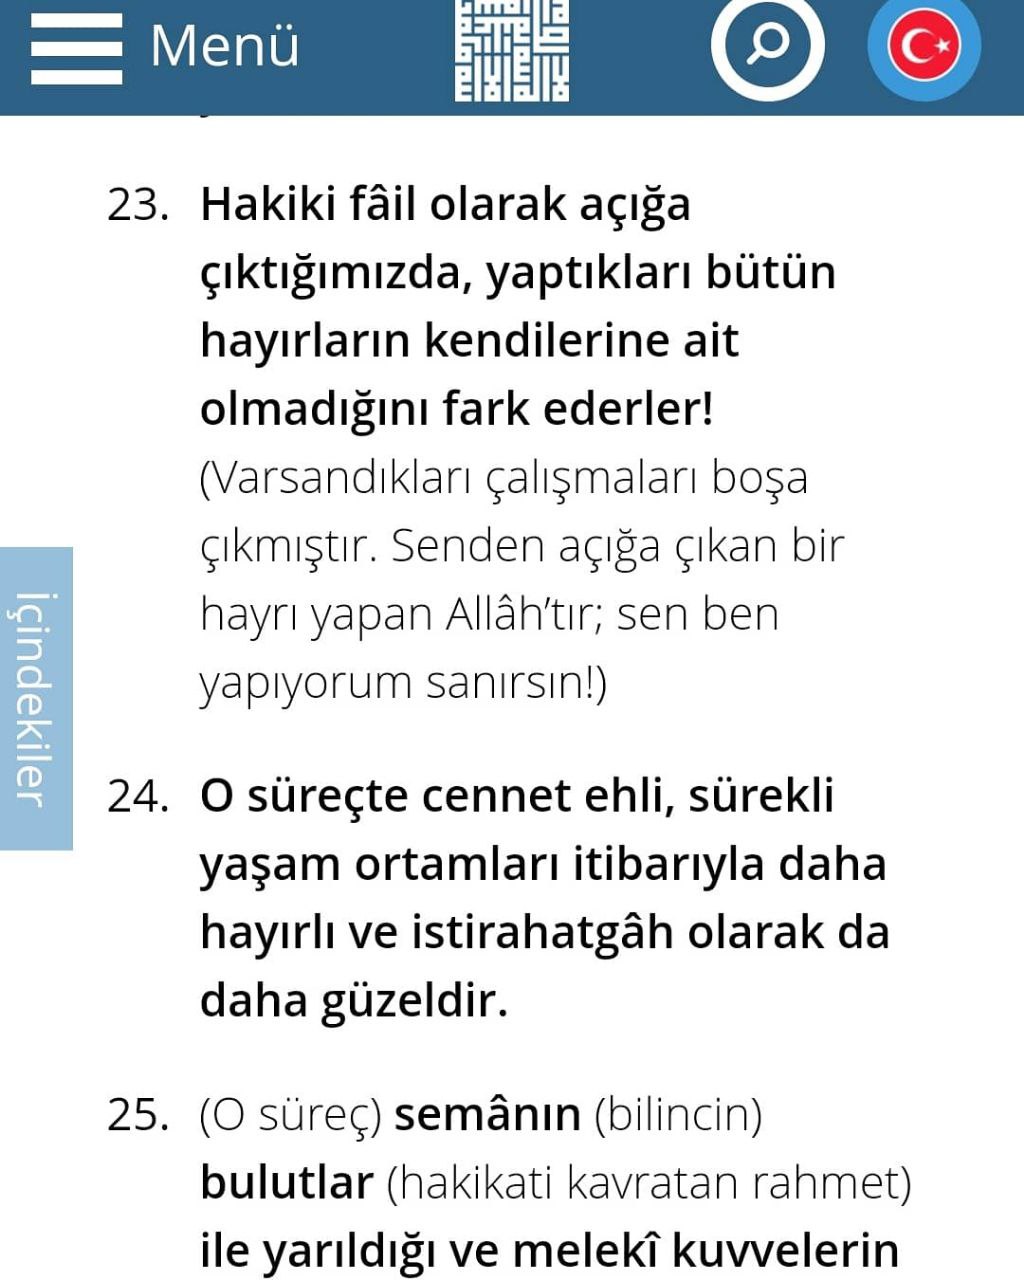 Menü
23. Hakiki fâil olarak açığa
çıktığımızda, yaptıkları bütün
hayırların kendilerine ait
olmadığını fark ederler!
(Varsandıkları çalışmaları boşa
çıkmıştır. Senden açığa çıkan bir
hayrı yapan Allâh’tır; sen ben
yapıyorum sanırsın!)
İçindekiler
24. O süreçte cennet ehli, sürekli
yaşam ortamları itibarıyla daha
hayırlı ve istirahatgâh olarak da
daha güzeldir.
25. (O süreç) semânın (bilincin)
bulutlar (hakikati kavratan rahmet)
ile yarıldığı ve melekî kuvvelerin